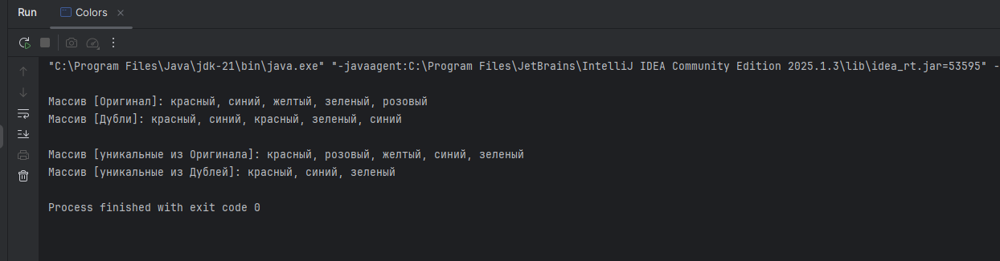 Run Colors
"C:\Program Files\Java\jdk-21\bin\java.exe" "-javaagent:C:\Program Files\JetBrains\IntelliJ IDEA Community Edition 2025.1.3\lib\idea_rt.jar=53595" -
Массив [Оригинал]: красный, синий, желтый, зеленый, розовый
Массив [Дубли]: красный, синий, красный, зеленый, синий
Массив [уникальные из Оригинала]: красный, розовый, желтый, синий, зеленый
Массив [уникальные из Дублей]: красный, синий, зеленый
Process finished with exit code 0